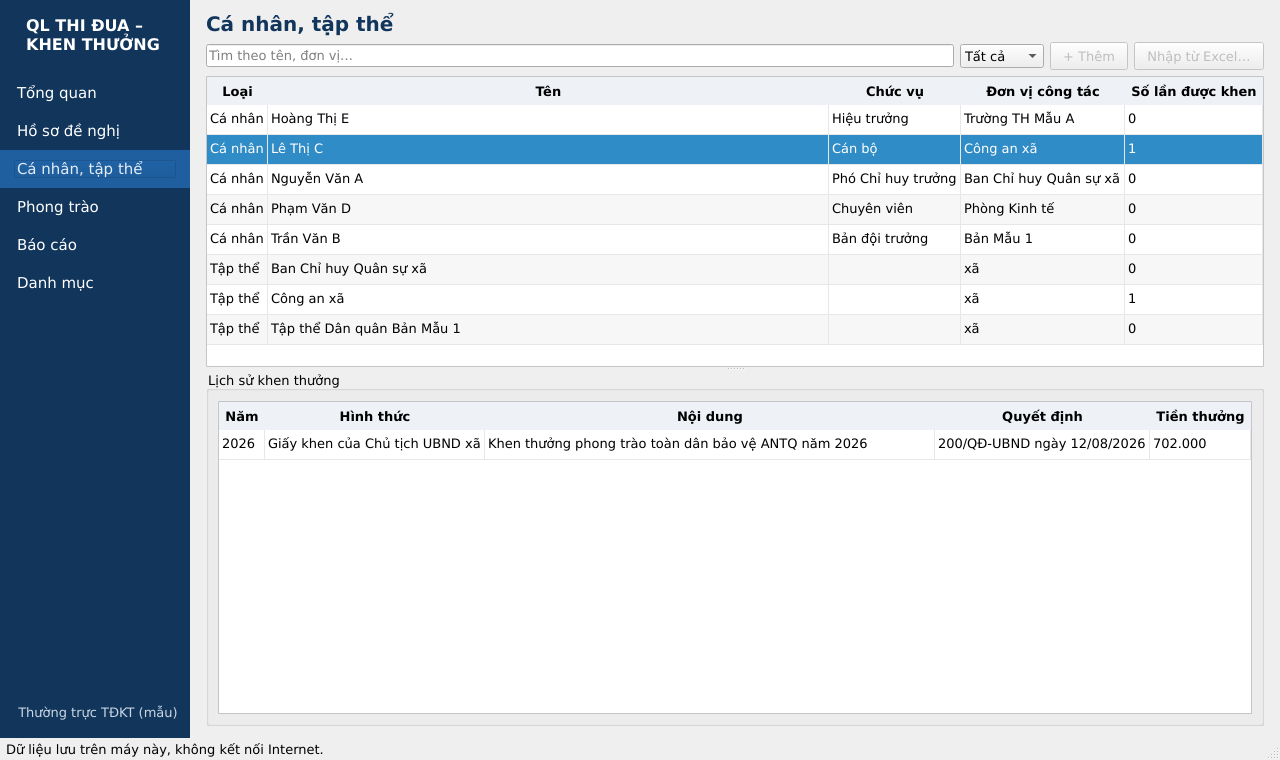 QL THI ĐUA –
KHEN THƯỞNG
Tổng quan
Hồ sơ đề nghị
Cá nhân, tập thể
Phong trào
Báo cáo
Danh mục
Thường trực TĐKT (mẫu)
Cá nhân, tập thể
Tìm theo tên, đơn vị… Tất cả + Thêm Nhập từ Excel…
Loại Tên Chức vụ Đơn vị công tác Số lần được khen
Cá nhân Hoàng Thị E Hiệu trưởng Trường TH Mẫu A 0
Cá nhân Lê Thị C Cán bộ Công an xã 1
Cá nhân Nguyễn Văn A Phó Chỉ huy trưởng Ban Chỉ huy Quân sự xã 0
Cá nhân Phạm Văn D Chuyên viên Phòng Kinh tế 0
Cá nhân Trần Văn B Bản đội trưởng Bản Mẫu 1 0
Tập thể Ban Chỉ huy Quân sự xã xã 0
Tập thể Công an xã xã 1
Tập thể Tập thể Dân quân Bản Mẫu 1 xã 0
Lịch sử khen thưởng
Năm Hình thức Nội dung Quyết định Tiền thưởng
2026 Giấy khen của Chủ tịch UBND xã Khen thưởng phong trào toàn dân bảo vệ ANTQ năm 2026 200/QĐ-UBND ngày 12/08/2026 702.000
Dữ liệu lưu trên máy này, không kết nối Internet.